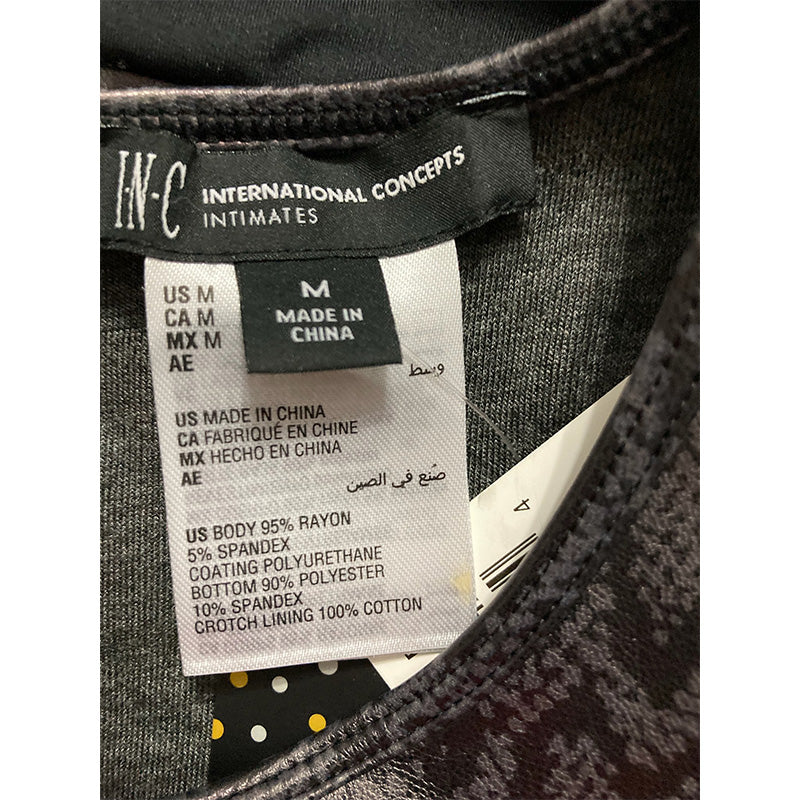 I·N·C INTERNATIONAL CONCEPTS
INTIMATES
M
MADE IN
CHINA
US M
CA M
MX M
AE
وسط
US MADE IN CHINA
CA FABRIQUÉ EN CHINE
MX HECHO EN CHINA
AE
صُنع في الصين
US BODY 95% RAYON
5% SPANDEX
COATING POLYURETHANE
BOTTOM 90% POLYESTER
10% SPANDEX
CROTCH LINING 100% COTTON
4